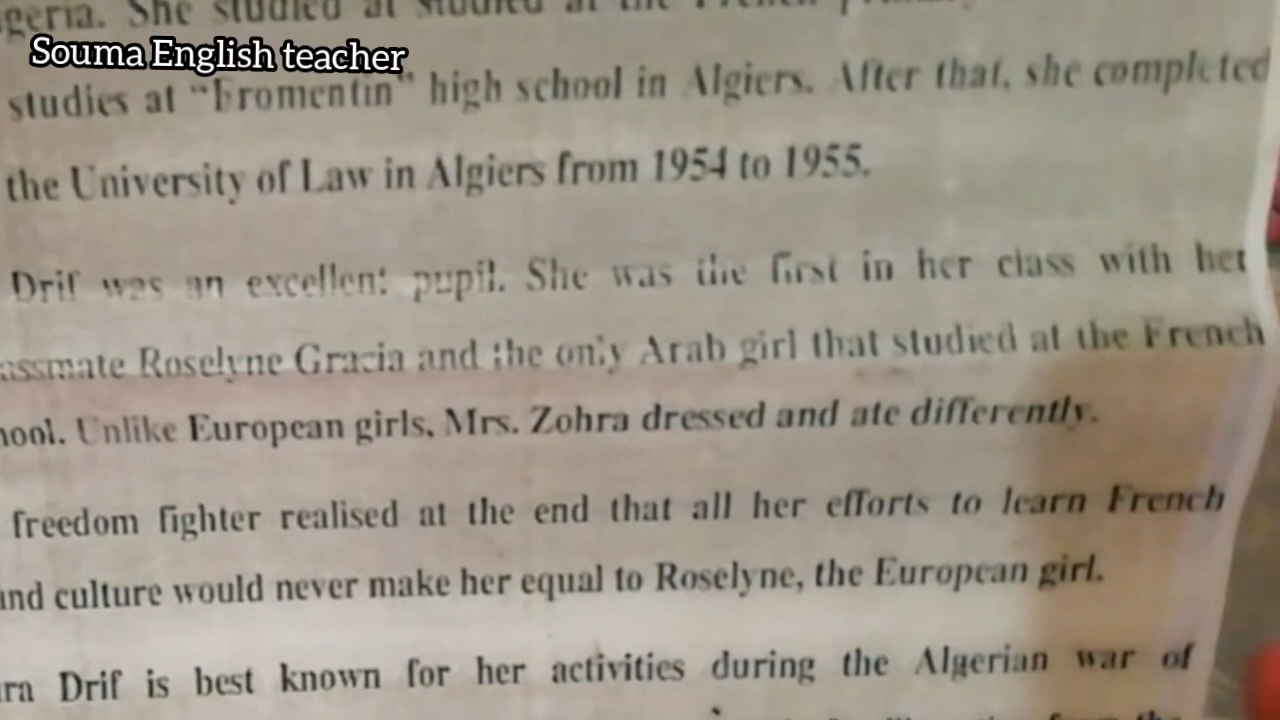 geria. She studied at studied at the French
Souma English teacher
studies at “Fromentin” high school in Algiers. After that, she completed
the University of Law in Algiers from 1954 to 1955.
Drif was an excellent pupil. She was the first in her class with her
assmate Roselyne Gracia and the only Arab girl that studied at the French
hool. Unlike European girls, Mrs. Zohra dressed and ate differently.
freedom fighter realised at the end that all her efforts to learn French
and culture would never make her equal to Roselyne, the European girl.
ra Drif is best known for her activities during the Algerian war of